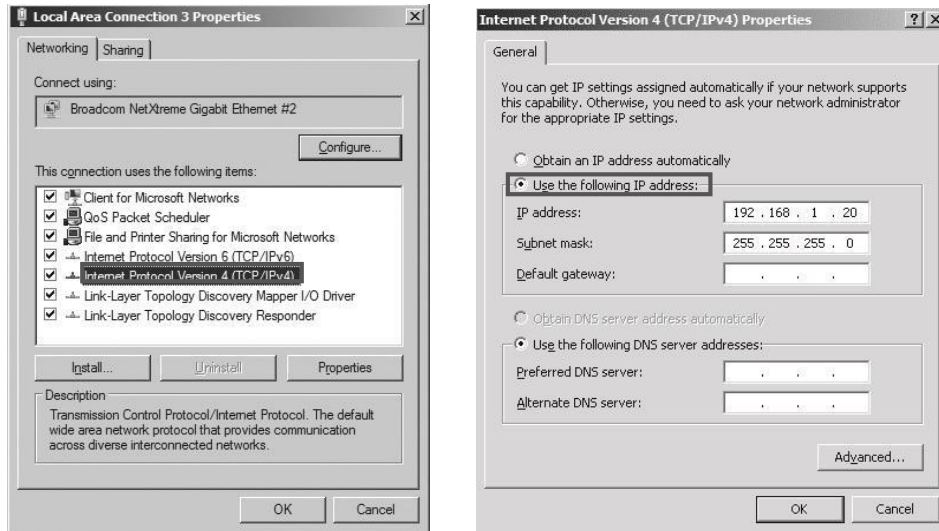 Local Area Connection 3 Properties
Networking
Sharing
Connect using:
Broadcom NetXtreme Gigabit Ethernet #2
Configure...
This connection uses the following items:
Client for Microsoft Networks
QoS Packet Scheduler
File and Printer Sharing for Microsoft Networks
Internet Protocol Version 6 (TCP/IPv6)
Internet Protocol Version 4 (TCP/IPv4)
Link-Layer Topology Discovery Mapper I/O Driver
Link-Layer Topology Discovery Responder
Install...
Uninstall
Properties
Description
Transmission Control Protocol/Internet Protocol. The default
wide area network protocol that provides communication
across diverse interconnected networks.
OK
Cancel
Internet Protocol Version 4 (TCP/IPv4) Properties
General
You can get IP settings assigned automatically if your network supports
this capability. Otherwise, you need to ask your network administrator
for the appropriate IP settings.
Obtain an IP address automatically
Use the following IP address:
IP address: 192 . 168 . 1 . 20
Subnet mask: 255 . 255 . 255 . 0
Default gateway: . . .
Obtain DNS server address automatically
Use the following DNS server addresses:
Preferred DNS server: . . .
Alternate DNS server: . . .
Advanced...
OK
Cancel